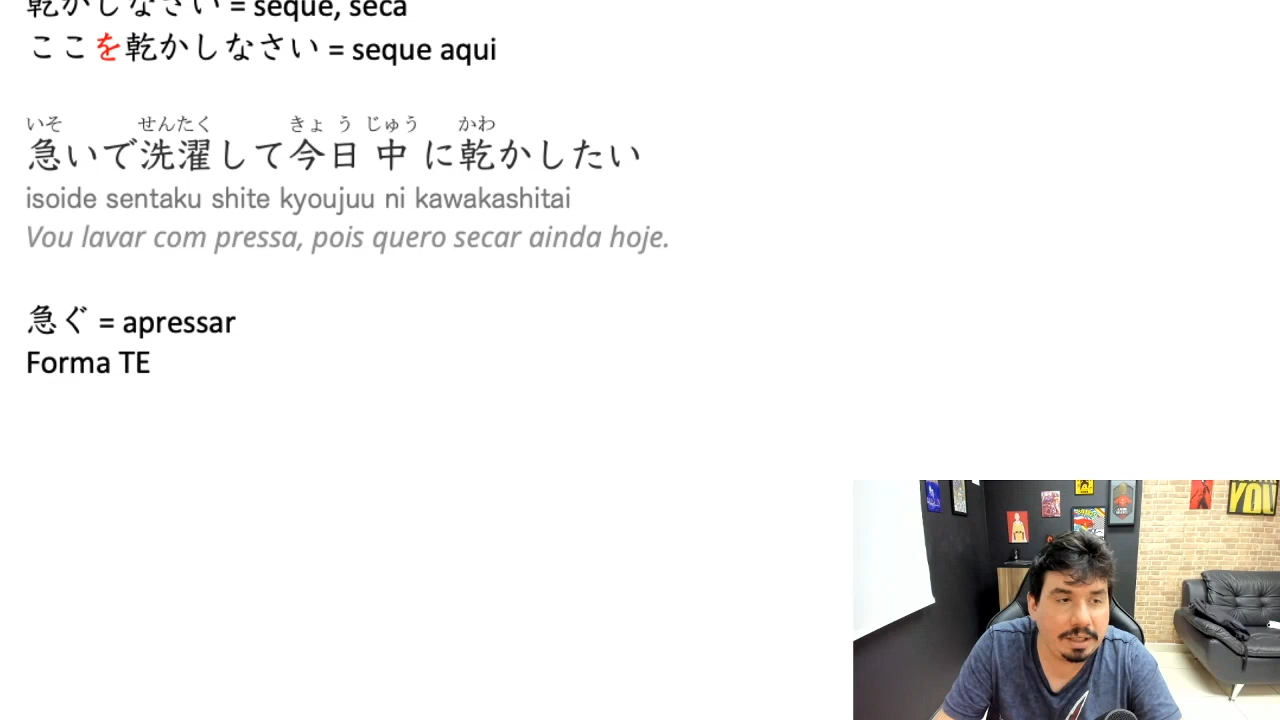 乾かしなさい = seque, seca
ここを乾かしなさい = seque aqui
いそ せんたく きょ う じゅう かわ
急いで洗濯して今日中に乾かしたい
isoide sentaku shite kyoujuu ni kawakashitai
Vou lavar com pressa, pois quero secar ainda hoje.
急ぐ = apressar
Forma TE
YOU